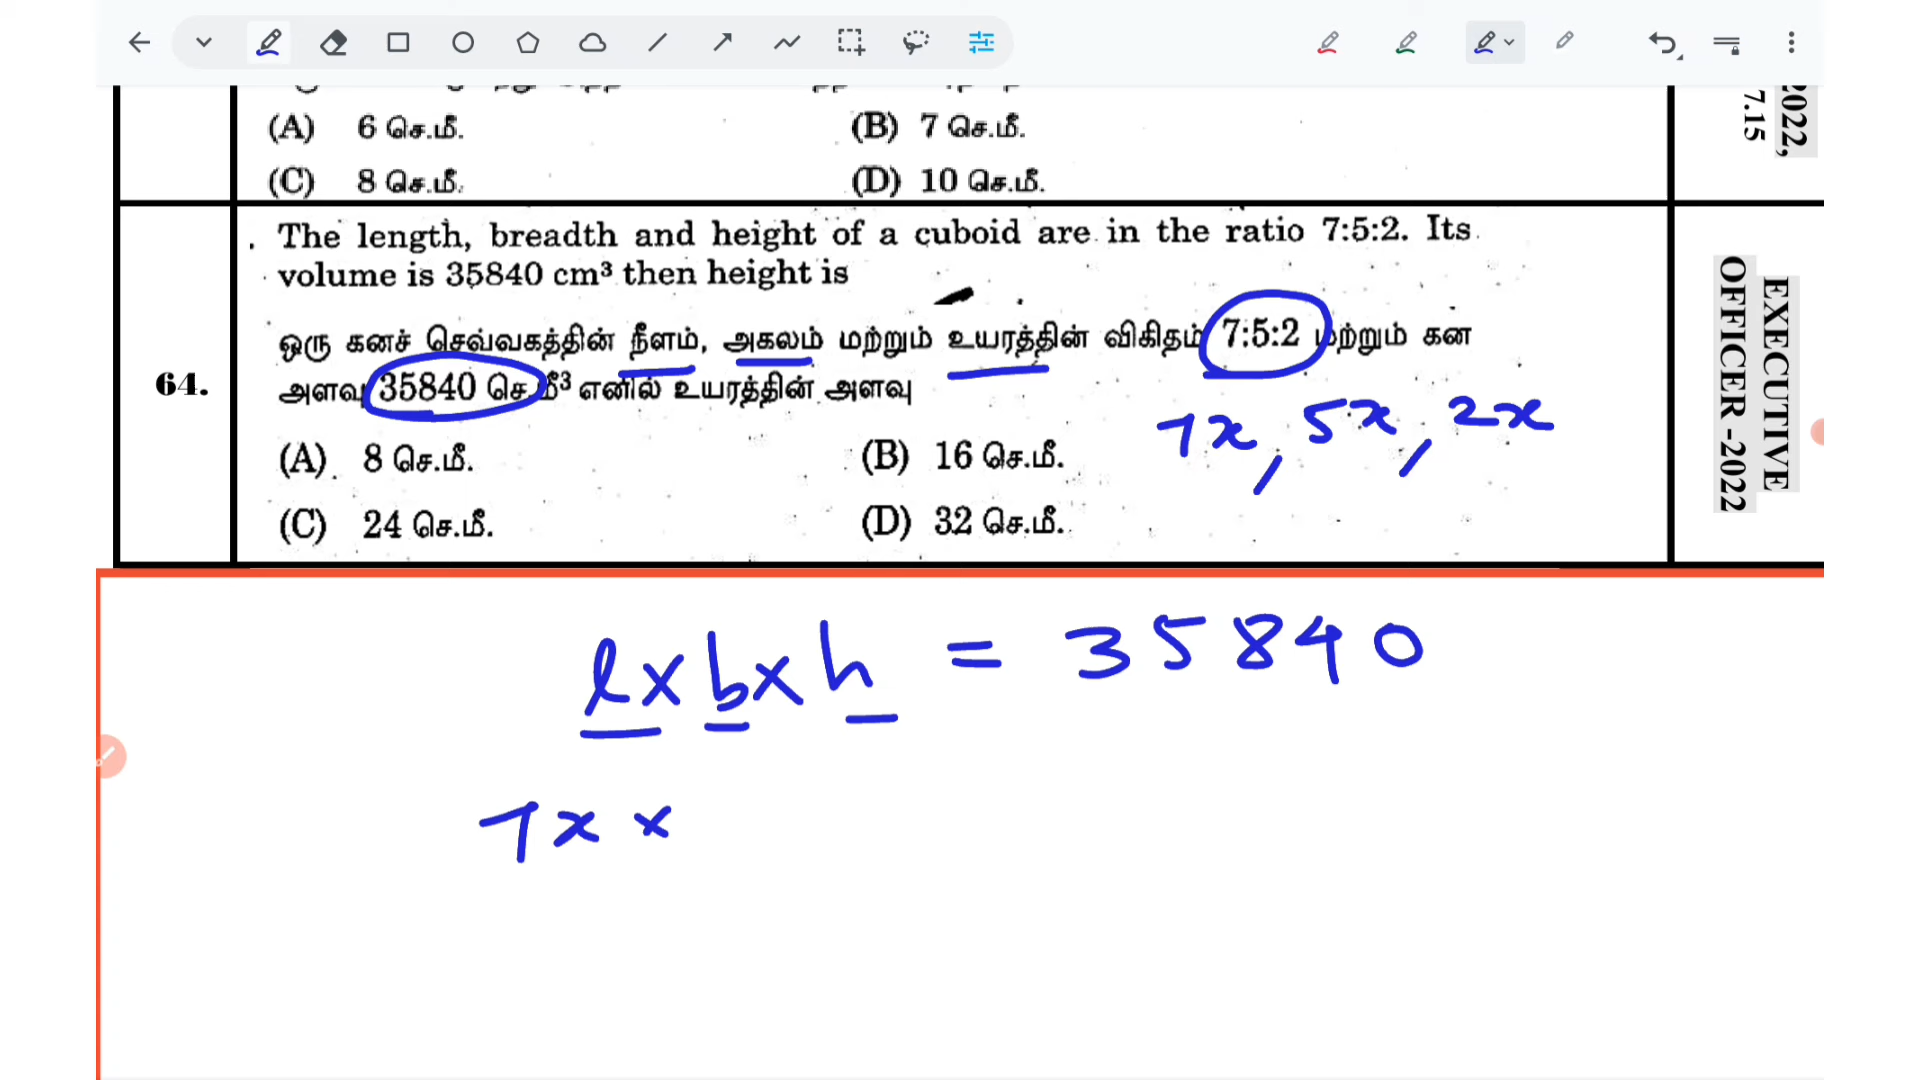 (A) 6 செ.மீ. (B) 7 செ.மீ.
(C) 8 செ.மீ. (D) 10 செ.மீ.
2022,
7.15
64.
The length, breadth and height of a cuboid are in the ratio 7:5:2. Its
volume is 35840 cm³ then height is
ஒரு கனச் செவ்வகத்தின் நீளம், அகலம் மற்றும் உயரத்தின் விகிதம் 7:5:2 மற்றும் கன
அளவு 35840 செ.மீ³ எனில் உயரத்தின் அளவு
(A) 8 செ.மீ. (B) 16 செ.மீ.
(C) 24 செ.மீ. (D) 32 செ.மீ.
7x, 5x, 2x
EXECUTIVE
OFFICER -2022
l x b x h = 35840
7x x